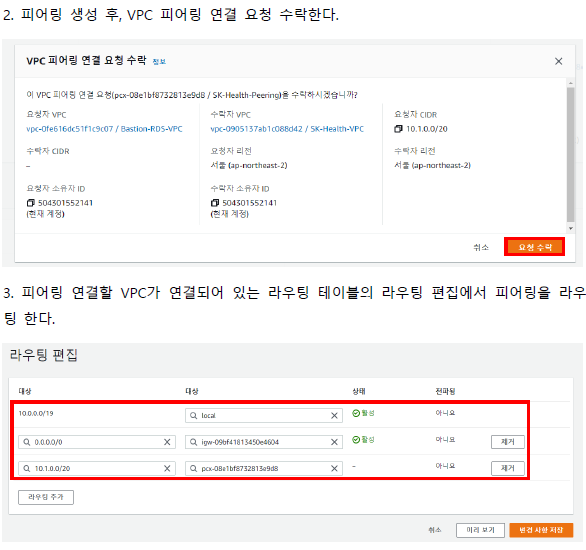 2. 피어링 생성 후, VPC 피어링 연결 요청 수락한다.
VPC 피어링 연결 요청 수락 정보
이 VPC 피어링 연결 요청(pcx-08e1bf8732813e9d8 / SK-Health-Peering)을 수락하시겠습니까?
요청자 VPC 수락자 VPC 요청자 CIDR
vpc-0fe616dc51f1c9c07 / Bastion-RDS-VPC vpc-0905137ab1c088d42 / SK-Health-VPC 10.1.0.0/20
수락자 CIDR 요청자 리전 수락자 리전
– 서울 (ap-northeast-2) 서울 (ap-northeast-2)
요청자 소유자 ID 수락자 소유자 ID
504301552141 504301552141
(현재 계정) (현재 계정)
취소 요청 수락
3. 피어링 연결할 VPC가 연결되어 있는 라우팅 테이블의 라우팅 편집에서 피어링을 라우
팅 한다.
라우팅 편집
대상 대상 상태 전파됨
10.0.0.0/19 local 활성 아니요
0.0.0.0/0 igw-09bf41813450e4604 활성 아니요 제거
10.1.0.0/20 pcx-08e1bf8732813e9d8 – 아니요 제거
라우팅 추가
취소 미리 보기 변경 사항 저장